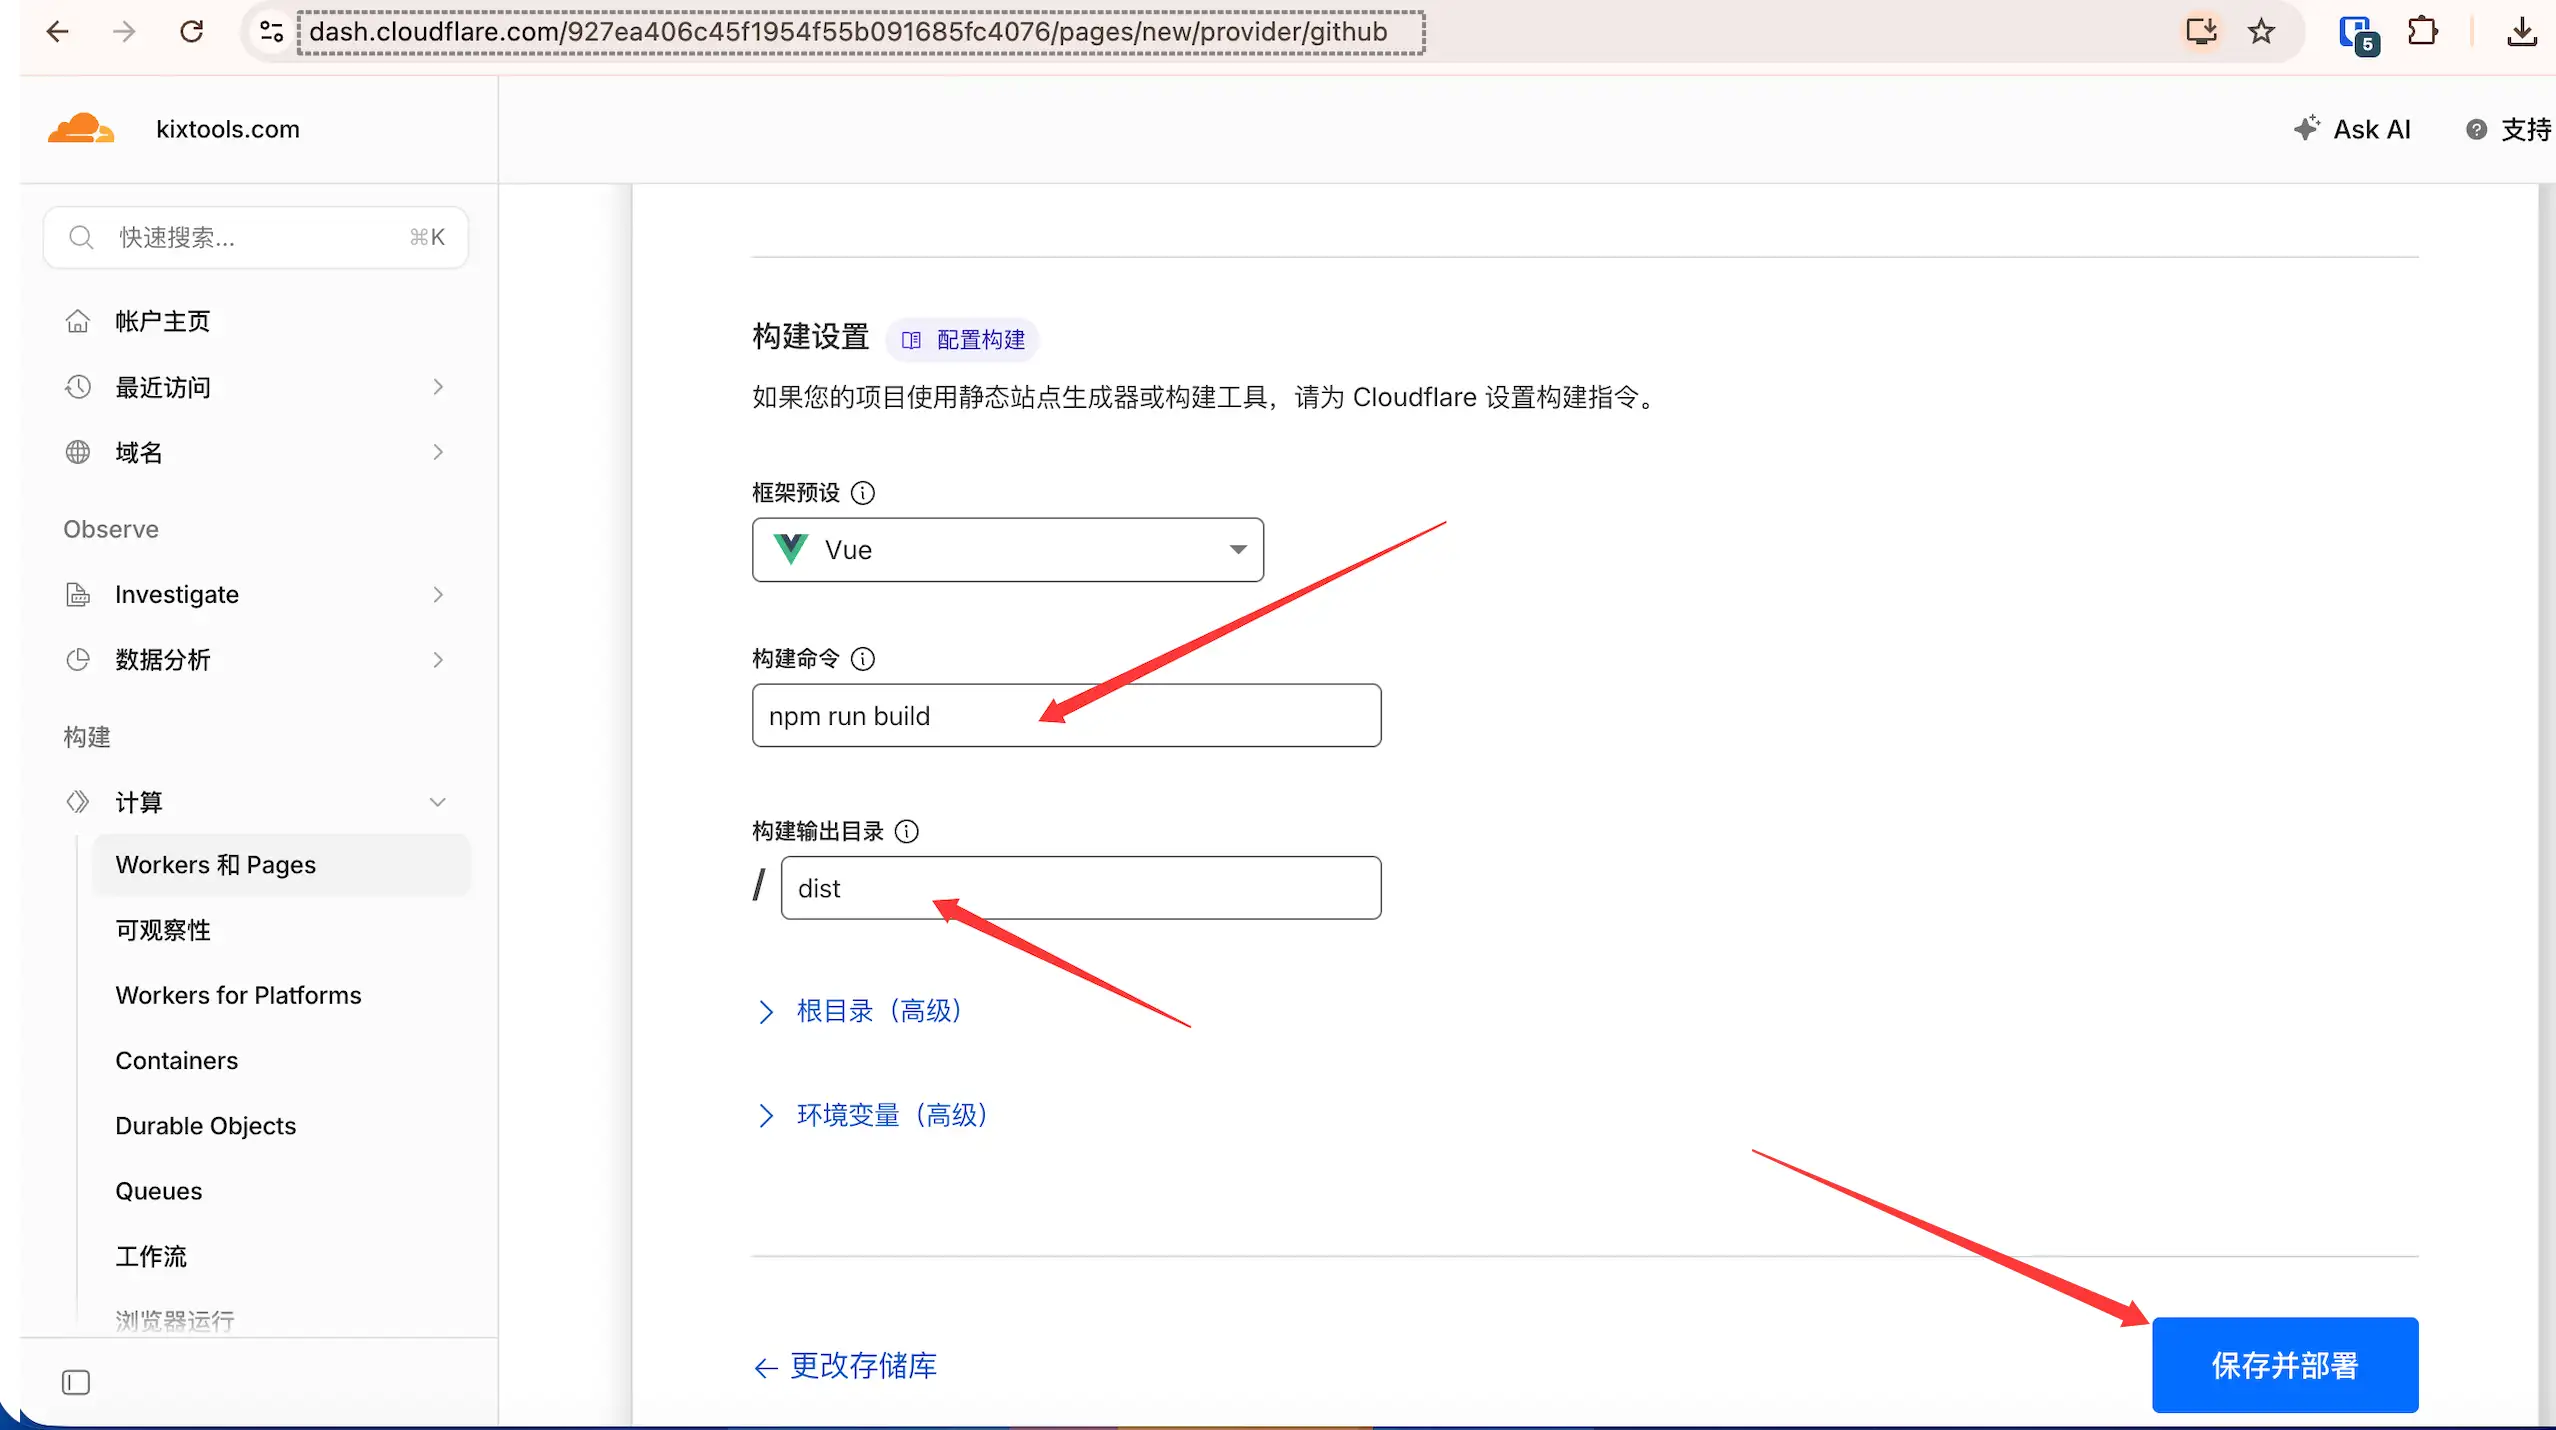 dash.cloudflare.com/927ea406c45f1954f55b091685fc4076/pages/new/provider/github
5
kixtools.com
Ask AI
支持
快速搜索...
⌘K
帐户主页
最近访问
域名
Observe
Investigate
数据分析
构建
计算
Workers 和 Pages
可观察性
Workers for Platforms
Containers
Durable Objects
Queues
工作流
浏览器运行
构建设置
配置构建
如果您的项目使用静态站点生成器或构建工具，请为 Cloudflare 设置构建指令。
框架预设
Vue
构建命令
npm run build
构建输出目录
/
dist
根目录（高级）
环境变量（高级）
← 更改存储库
保存并部署